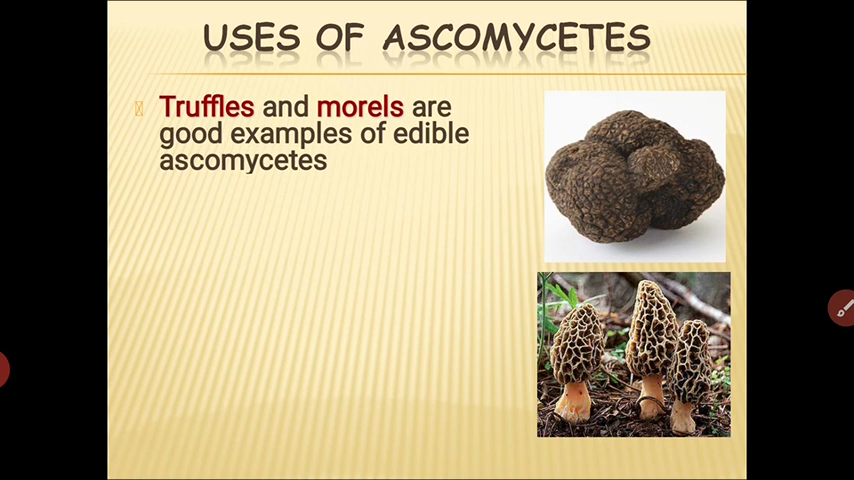 USES OF ASCOMYCETES
Truffles and morels are
good examples of edible
ascomycetes